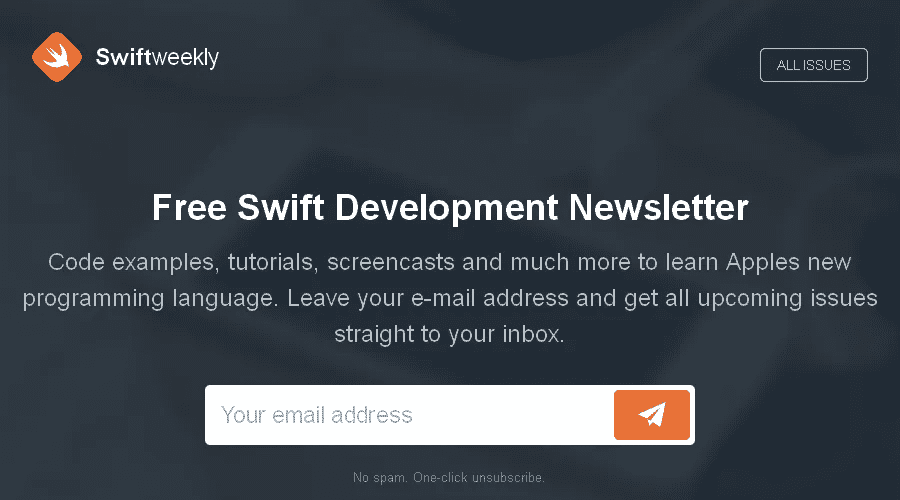 Swiftweekly
ALL ISSUES
Free Swift Development Newsletter
Code examples, tutorials, screencasts and much more to learn Apples new
programming language. Leave your e-mail address and get all upcoming issues
straight to your inbox.
Your email address
No spam. One-click unsubscribe.